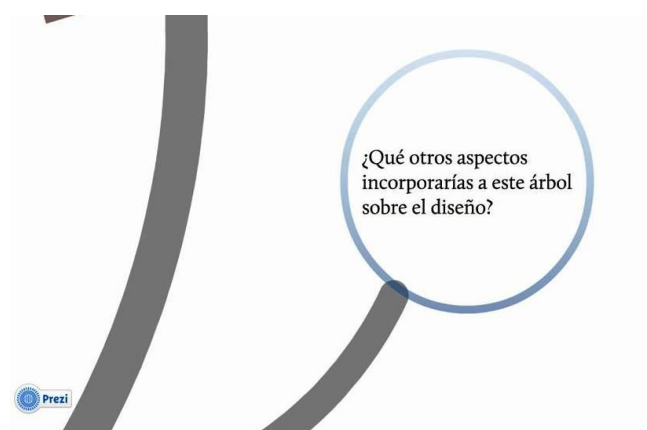 ¿Qué otros aspectos
incorporarías a este árbol
sobre el diseño?
Prezi